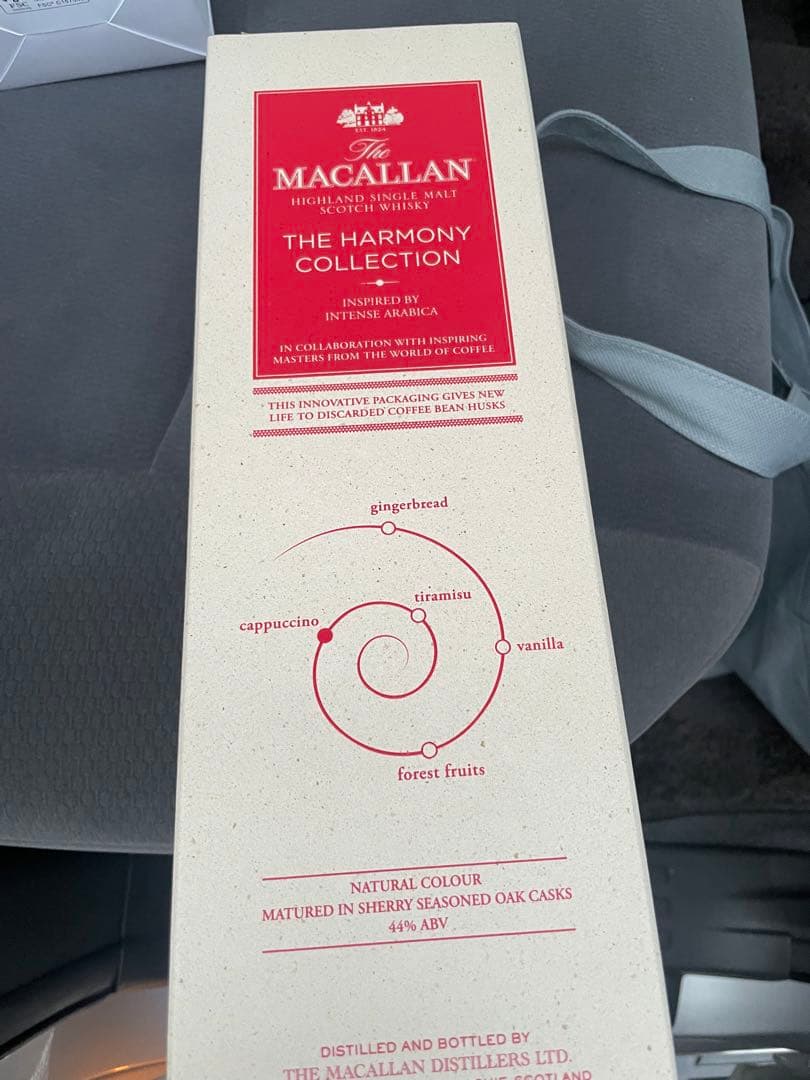 FSC
EST. 1824
The
MACALLAN
HIGHLAND SINGLE MALT
SCOTCH WHISKY
THE HARMONY
COLLECTION
INSPIRED BY
INTENSE ARABICA
IN COLLABORATION WITH INSPIRING
MASTERS FROM THE WORLD OF COFFEE
THIS INNOVATIVE PACKAGING GIVES NEW
LIFE TO DISCARDED COFFEE BEAN HUSKS
gingerbread
tiramisu
cappuccino
vanilla
forest fruits
NATURAL COLOUR
MATURED IN SHERRY SEASONED OAK CASKS
44% ABV
DISTILLED AND BOTTLED BY
THE MACALLAN DISTILLERS LTD.
SCOTLAND